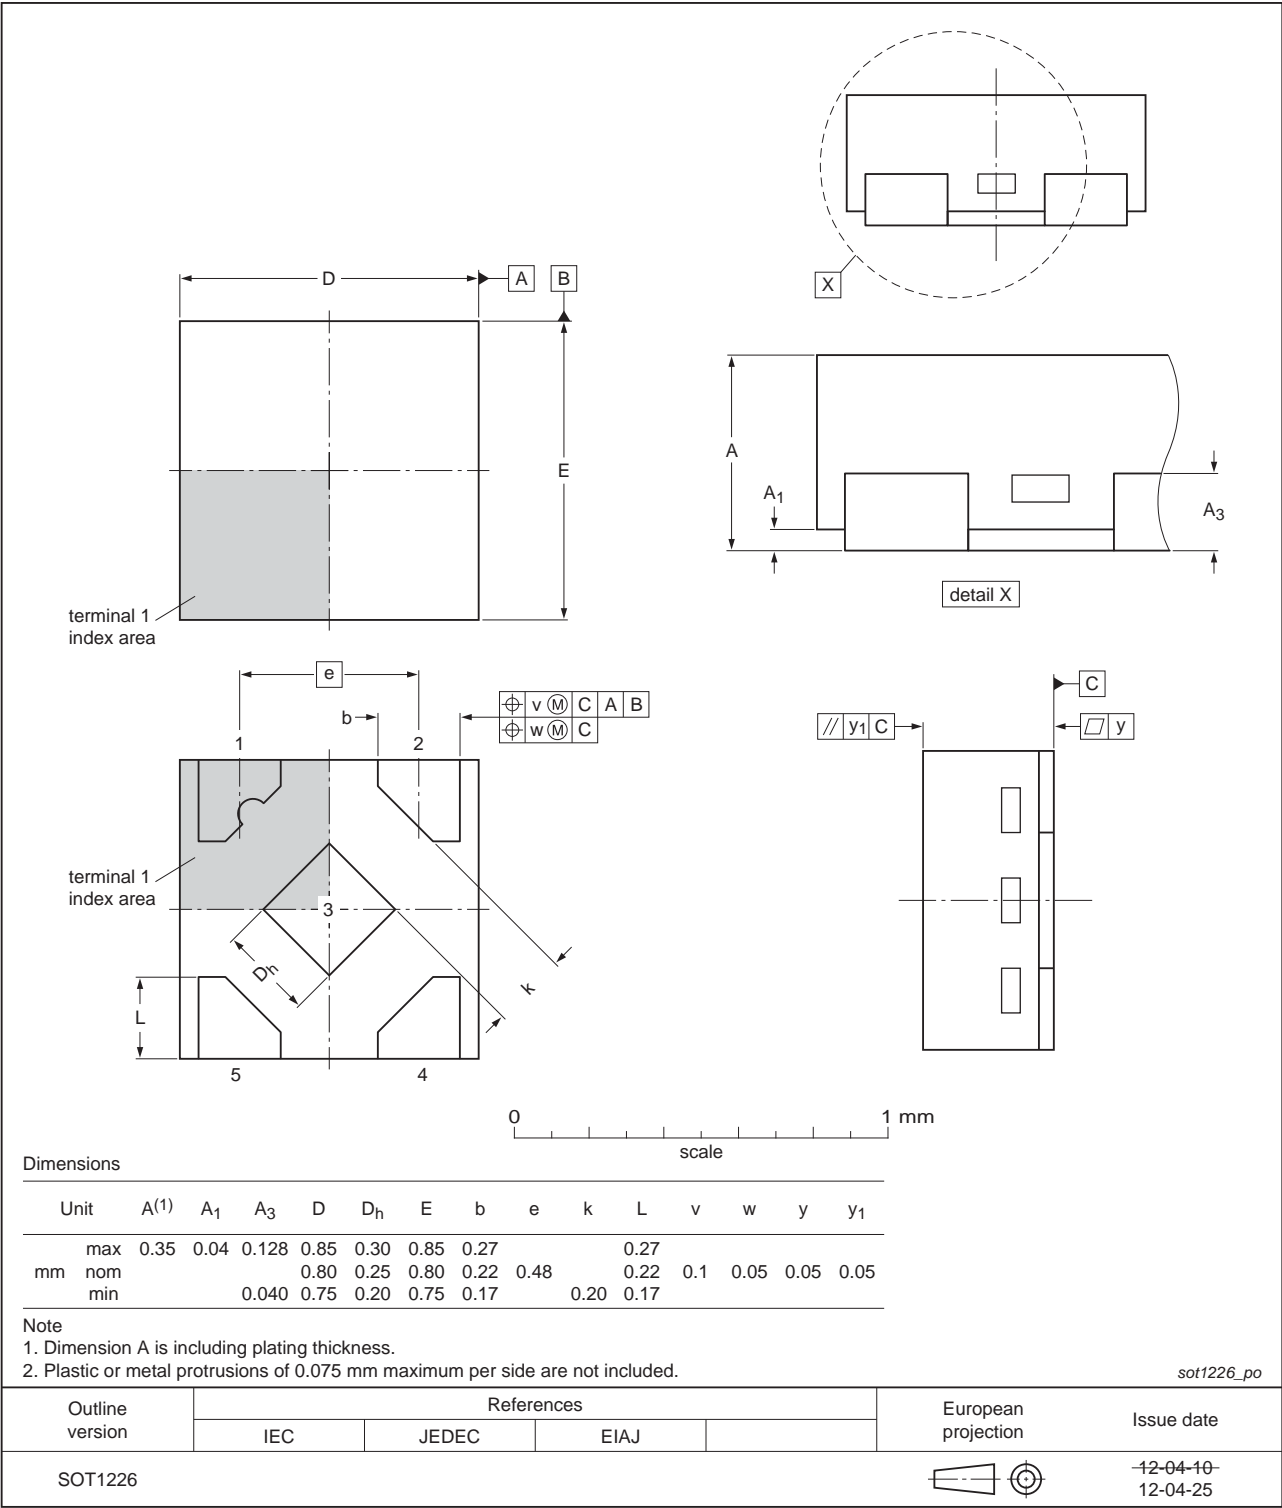 X
D
A
B
E
terminal 1
index area
A
A1
A3
detail X
e
b
v M C A B
w M C
1
2
terminal 1
index area
3
Dh
k
L
5
4
C
// y1 C
y
0
1 mm
scale
Dimensions
Unit A(1) A1 A3 D Dh E b e k L v w y y1
max 0.35 0.04 0.128 0.85 0.30 0.85 0.27 0.27
mm nom 0.80 0.25 0.80 0.22 0.48 0.22 0.1 0.05 0.05 0.05
min 0.040 0.75 0.20 0.75 0.17 0.20 0.17
Note
1. Dimension A is including plating thickness.
2. Plastic or metal protrusions of 0.075 mm maximum per side are not included.
sot1226_po
Outline
version
References
IEC
JEDEC
EIAJ
European
projection
Issue date
SOT1226
12-04-10
12-04-25